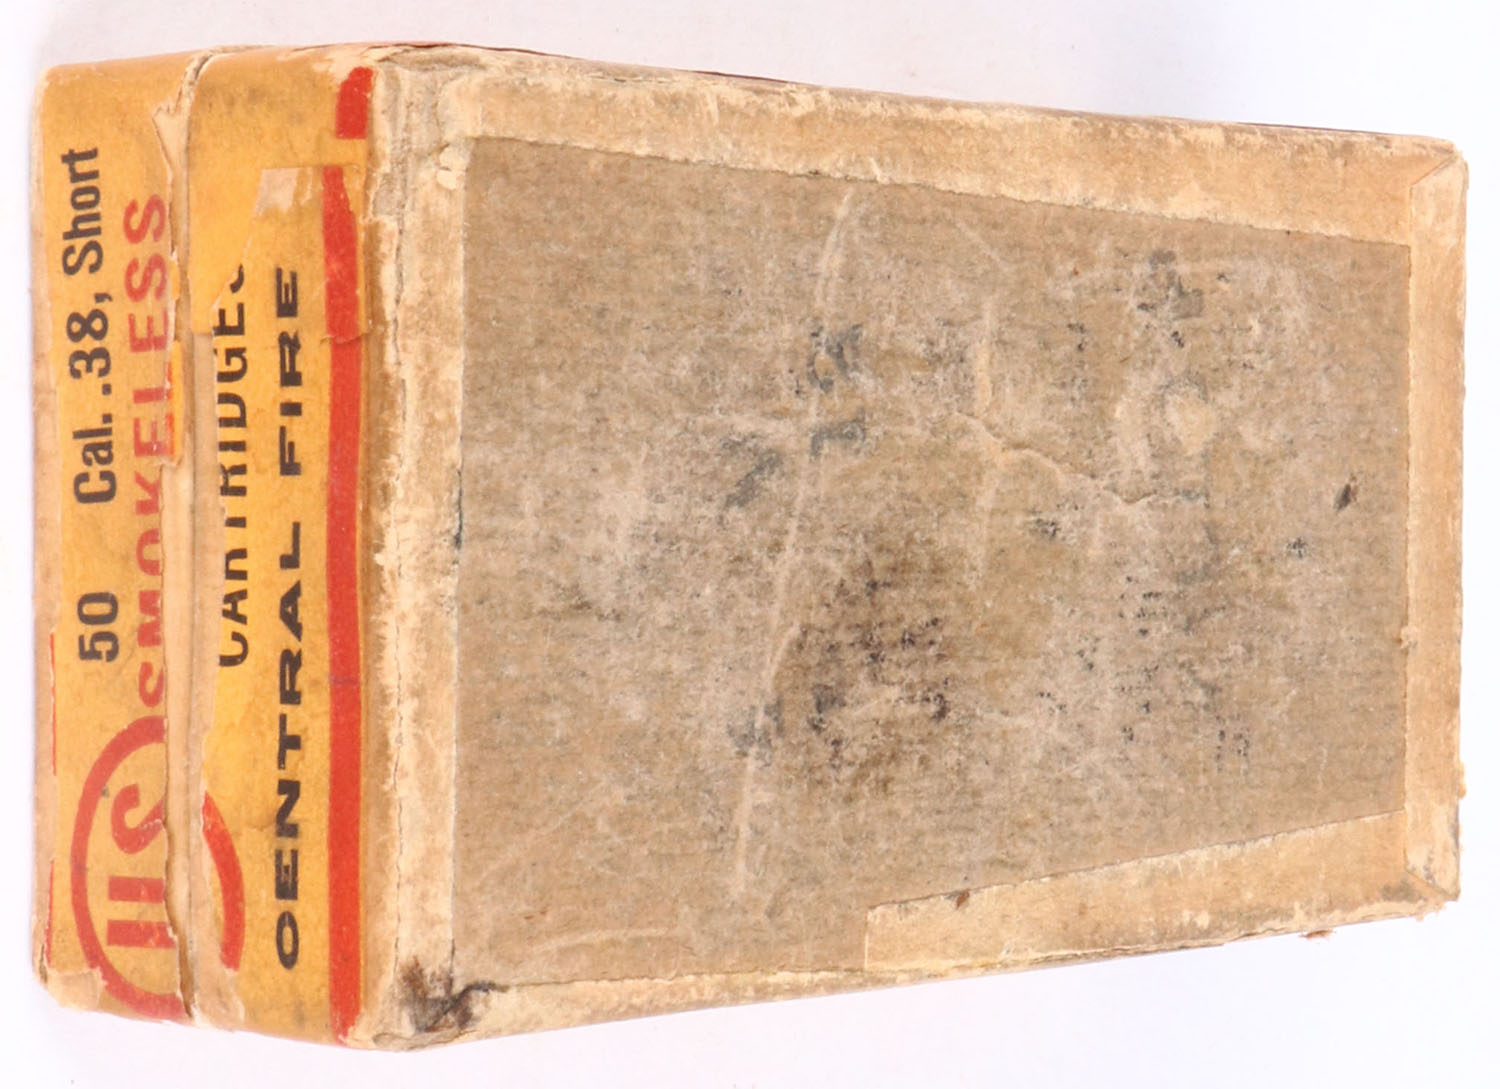 50 Cal. .38, Short
US SMOKELESS
CARTRIDGES
CENTRAL FIRE